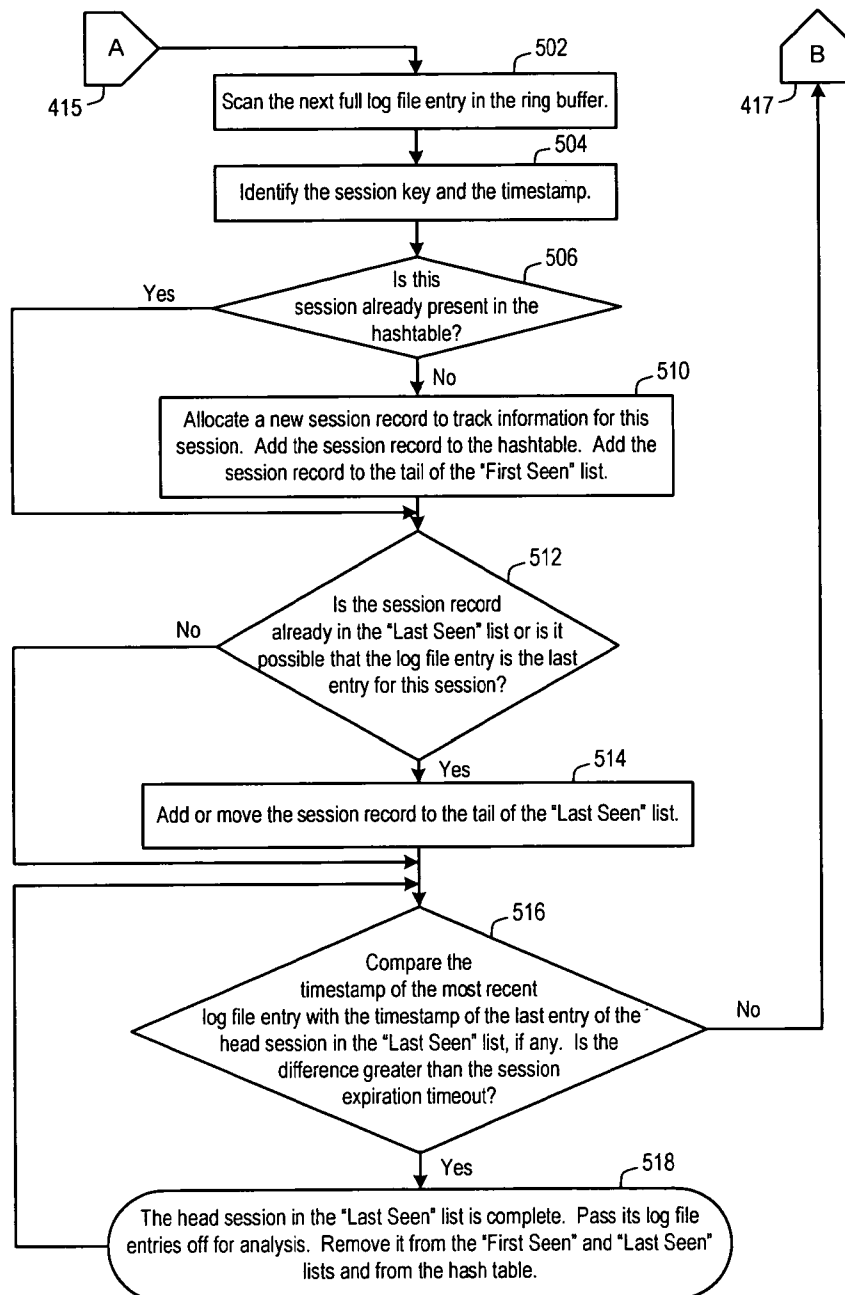 A
415
B
417
502
Scan the next full log file entry in the ring buffer.
504
Identify the session key and the timestamp.
506
Is this
session already present in the
hashtable?
Yes
No
510
Allocate a new session record to track information for this
session. Add the session record to the hashtable. Add the
session record to the tail of the "First Seen" list.
512
Is the session record
already in the "Last Seen" list or is it
possible that the log file entry is the last
entry for this session?
No
Yes
514
Add or move the session record to the tail of the "Last Seen" list.
516
Compare the
timestamp of the most recent
log file entry with the timestamp of the last entry of the
head session in the "Last Seen" list, if any. Is the
difference greater than the session
expiration timeout?
No
Yes
518
The head session in the "Last Seen" list is complete. Pass its log file
entries off for analysis. Remove it from the "First Seen" and "Last Seen"
lists and from the hash table.